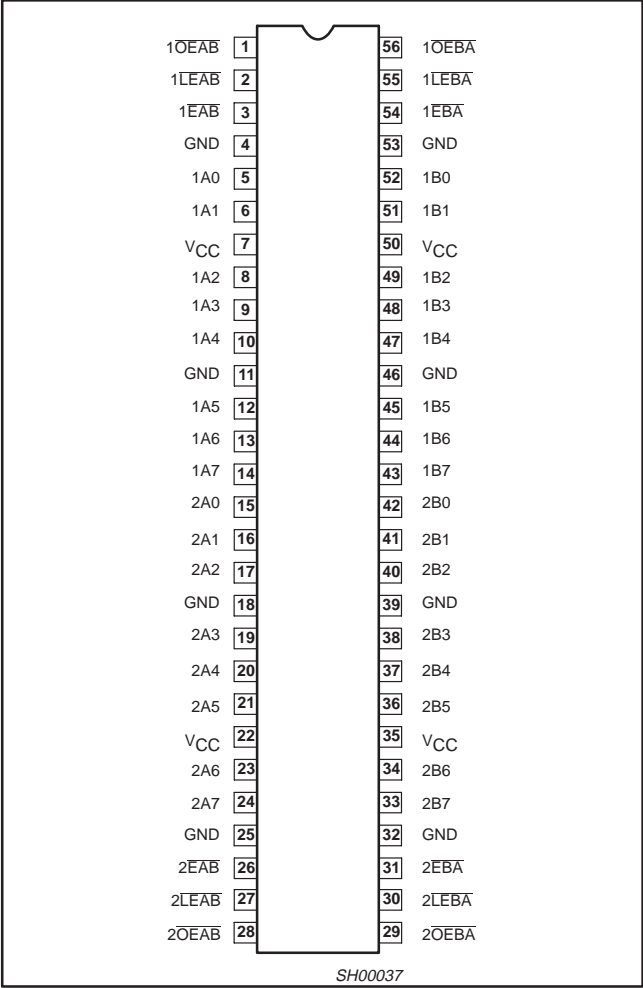 1OEAB 1 56 1OEBA
1LEAB 2 55 1LEBA
1EAB 3 54 1EBA
GND 4 53 GND
1A0 5 52 1B0
1A1 6 51 1B1
VCC 7 50 VCC
1A2 8 49 1B2
1A3 9 48 1B3
1A4 10 47 1B4
GND 11 46 GND
1A5 12 45 1B5
1A6 13 44 1B6
1A7 14 43 1B7
2A0 15 42 2B0
2A1 16 41 2B1
2A2 17 40 2B2
GND 18 39 GND
2A3 19 38 2B3
2A4 20 37 2B4
2A5 21 36 2B5
VCC 22 35 VCC
2A6 23 34 2B6
2A7 24 33 2B7
GND 25 32 GND
2EAB 26 31 2EBA
2LEAB 27 30 2LEBA
2OEAB 28 29 2OEBA
SH00037